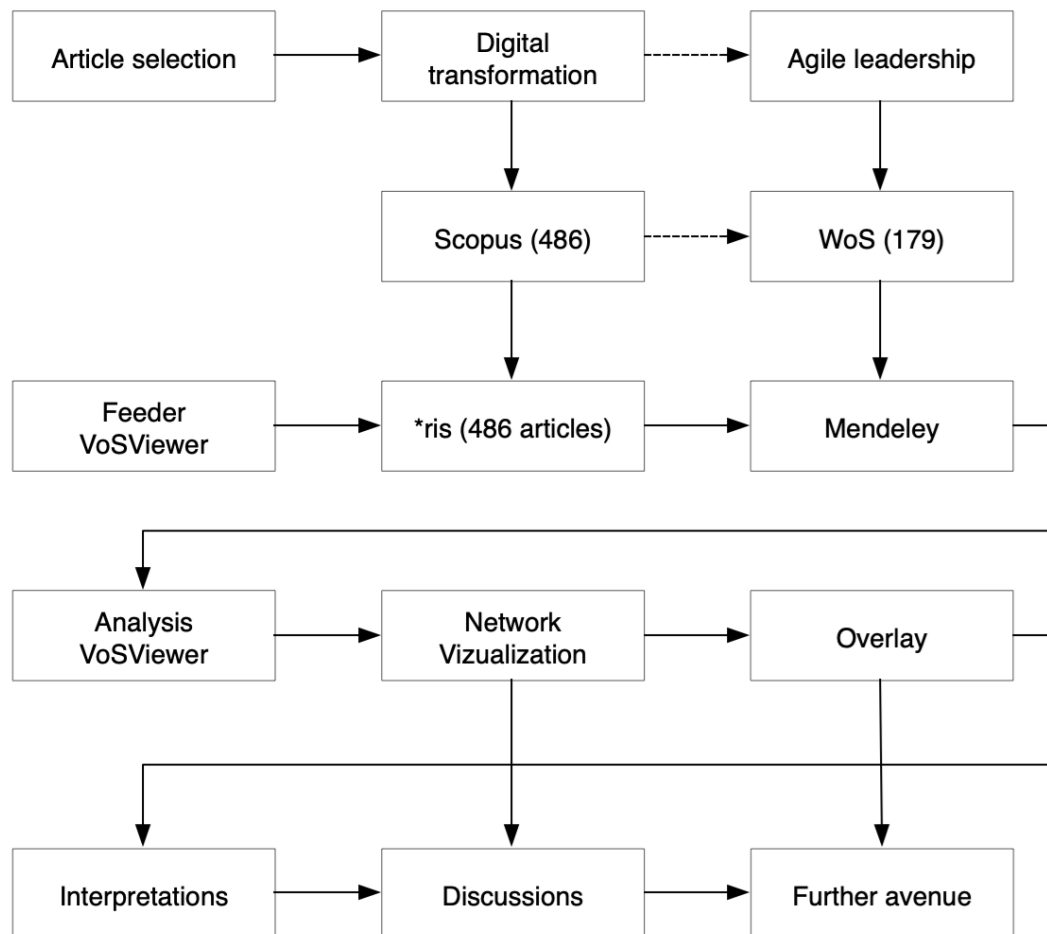 Article selection
Digital
transformation
Agile leadership
Scopus (486)
WoS (179)
Feeder
VoSViewer
*ris (486 articles)
Mendeley
Analysis
VoSViewer
Network
Vizualization
Overlay
Interpretations
Discussions
Further avenue